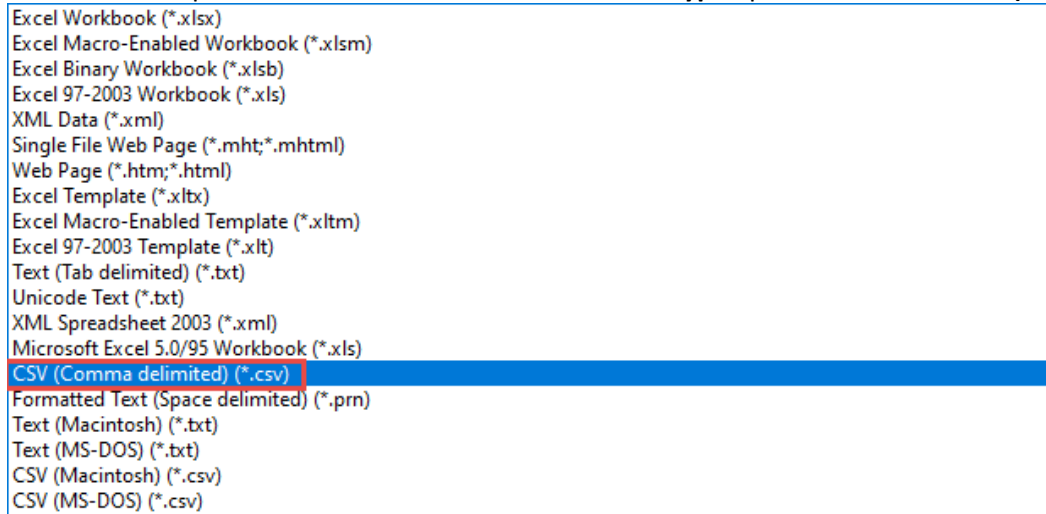 Excel Workbook (*.xlsx)
Excel Macro-Enabled Workbook (*.xlsm)
Excel Binary Workbook (*.xlsb)
Excel 97-2003 Workbook (*.xls)
XML Data (*.xml)
Single File Web Page (*.mht;*.mhtml)
Web Page (*.htm;*.html)
Excel Template (*.xltx)
Excel Macro-Enabled Template (*.xltm)
Excel 97-2003 Template (*.xlt)
Text (Tab delimited) (*.txt)
Unicode Text (*.txt)
XML Spreadsheet 2003 (*.xml)
Microsoft Excel 5.0/95 Workbook (*.xls)
CSV (Comma delimited) (*.csv)
Formatted Text (Space delimited) (*.prn)
Text (Macintosh) (*.txt)
Text (MS-DOS) (*.txt)
CSV (Macintosh) (*.csv)
CSV (MS-DOS) (*.csv)